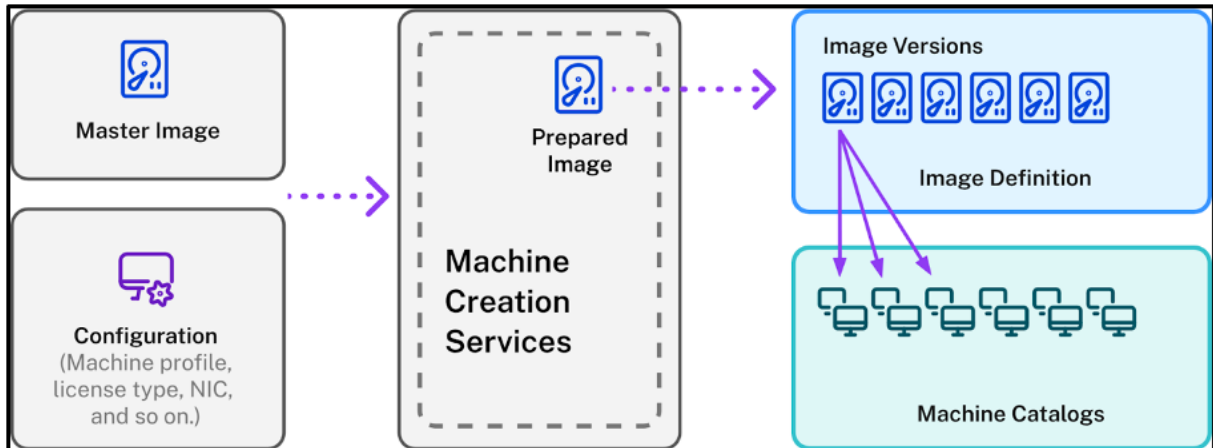 Master Image
Configuration
(Machine profile,
license type, NIC,
and so on.)
Prepared
Image
Machine
Creation
Services
Image Versions
Image Definition
Machine Catalogs